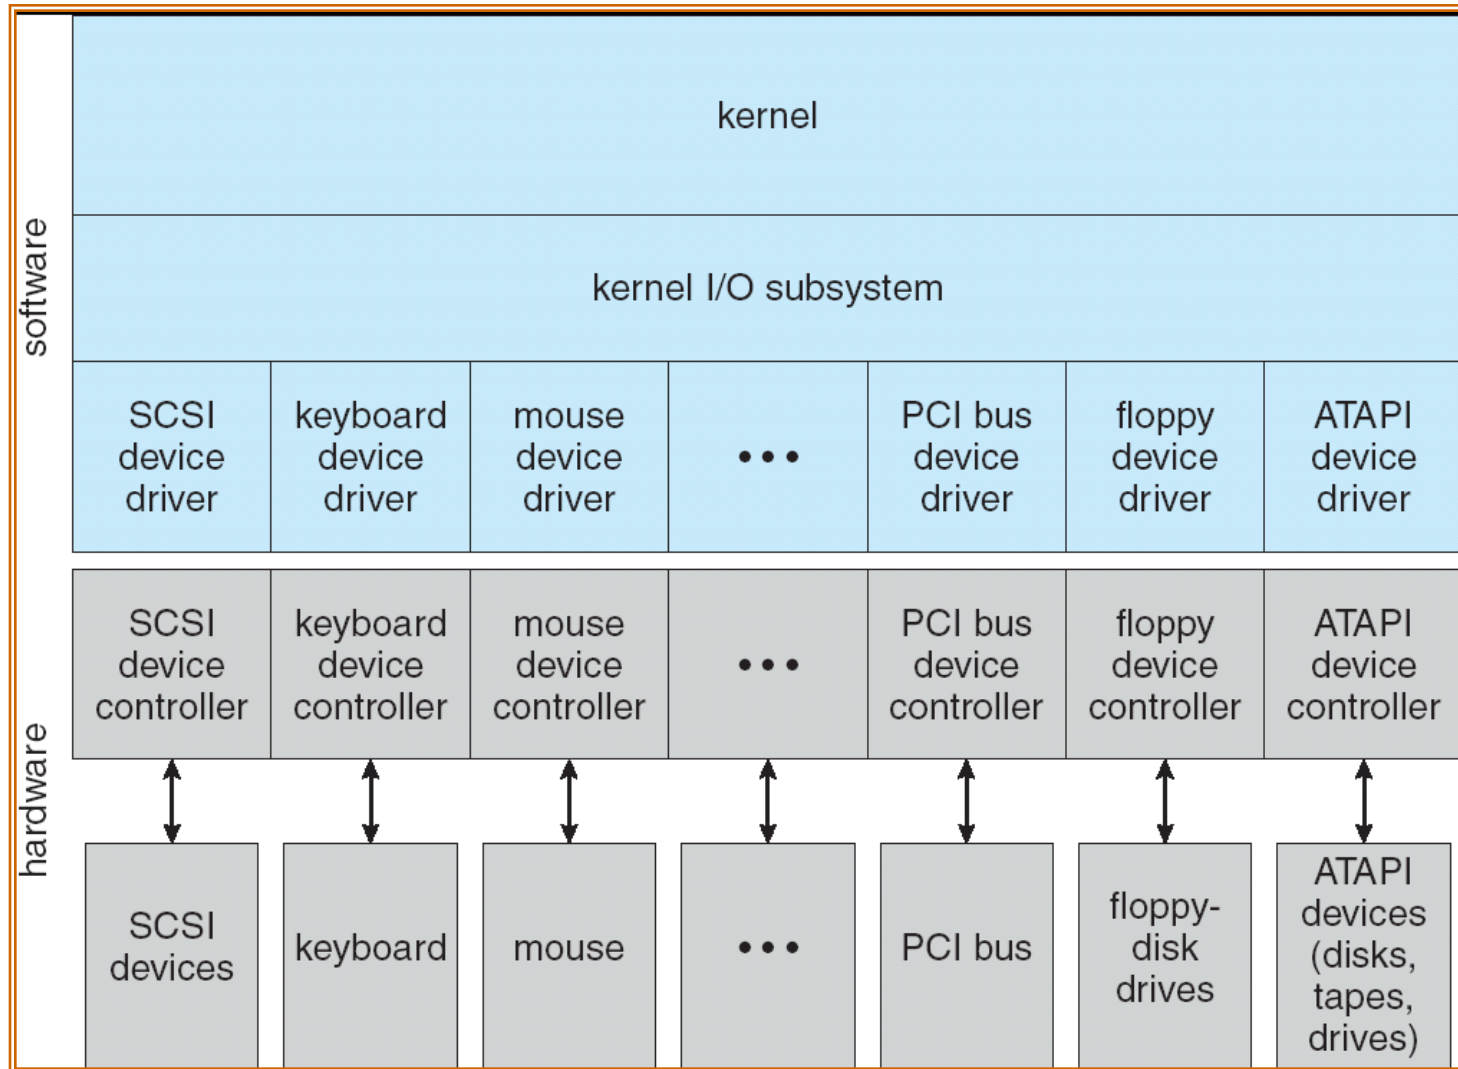 software
kernel
kernel I/O subsystem
SCSI
device
driver
keyboard
device
driver
mouse
device
driver
•••
PCI bus
device
driver
floppy
device
driver
ATAPI
device
driver
hardware
SCSI
device
controller
keyboard
device
controller
mouse
device
controller
•••
PCI bus
device
controller
floppy
device
controller
ATAPI
device
controller
SCSI
devices
keyboard
mouse
•••
PCI bus
floppy-
disk
drives
ATAPI
devices
(disks,
tapes,
drives)